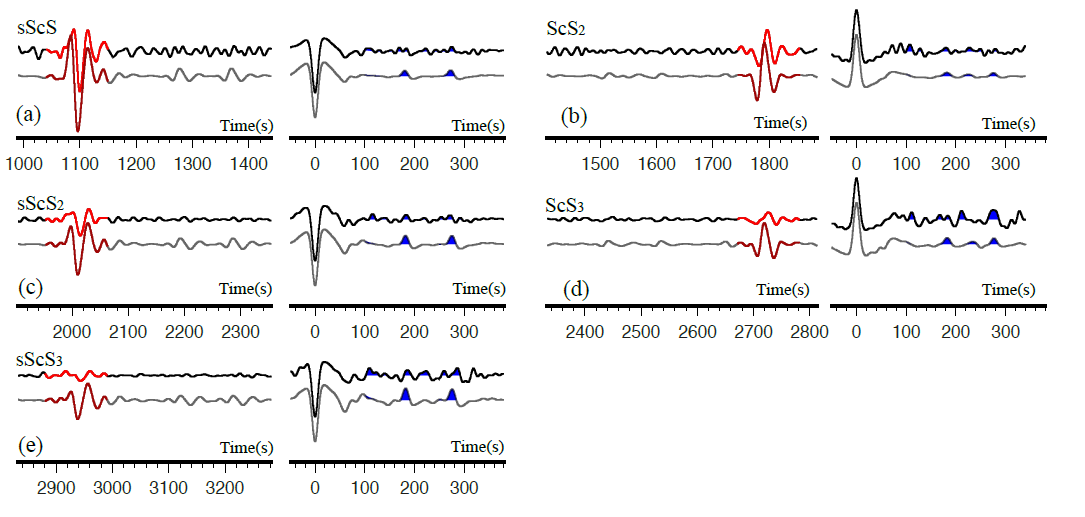 sScS
(a)
Time(s)
Time(s)
1000 1100 1200 1300 1400
0 100 200 300
ScS2
(b)
Time(s)
Time(s)
1500 1600 1700 1800
0 100 200 300
sScS2
(c)
Time(s)
Time(s)
2000 2100 2200 2300
0 100 200 300
ScS3
(d)
Time(s)
Time(s)
2400 2500 2600 2700 2800
0 100 200 300
sScS3
(e)
Time(s)
Time(s)
2900 3000 3100 3200
0 100 200 300